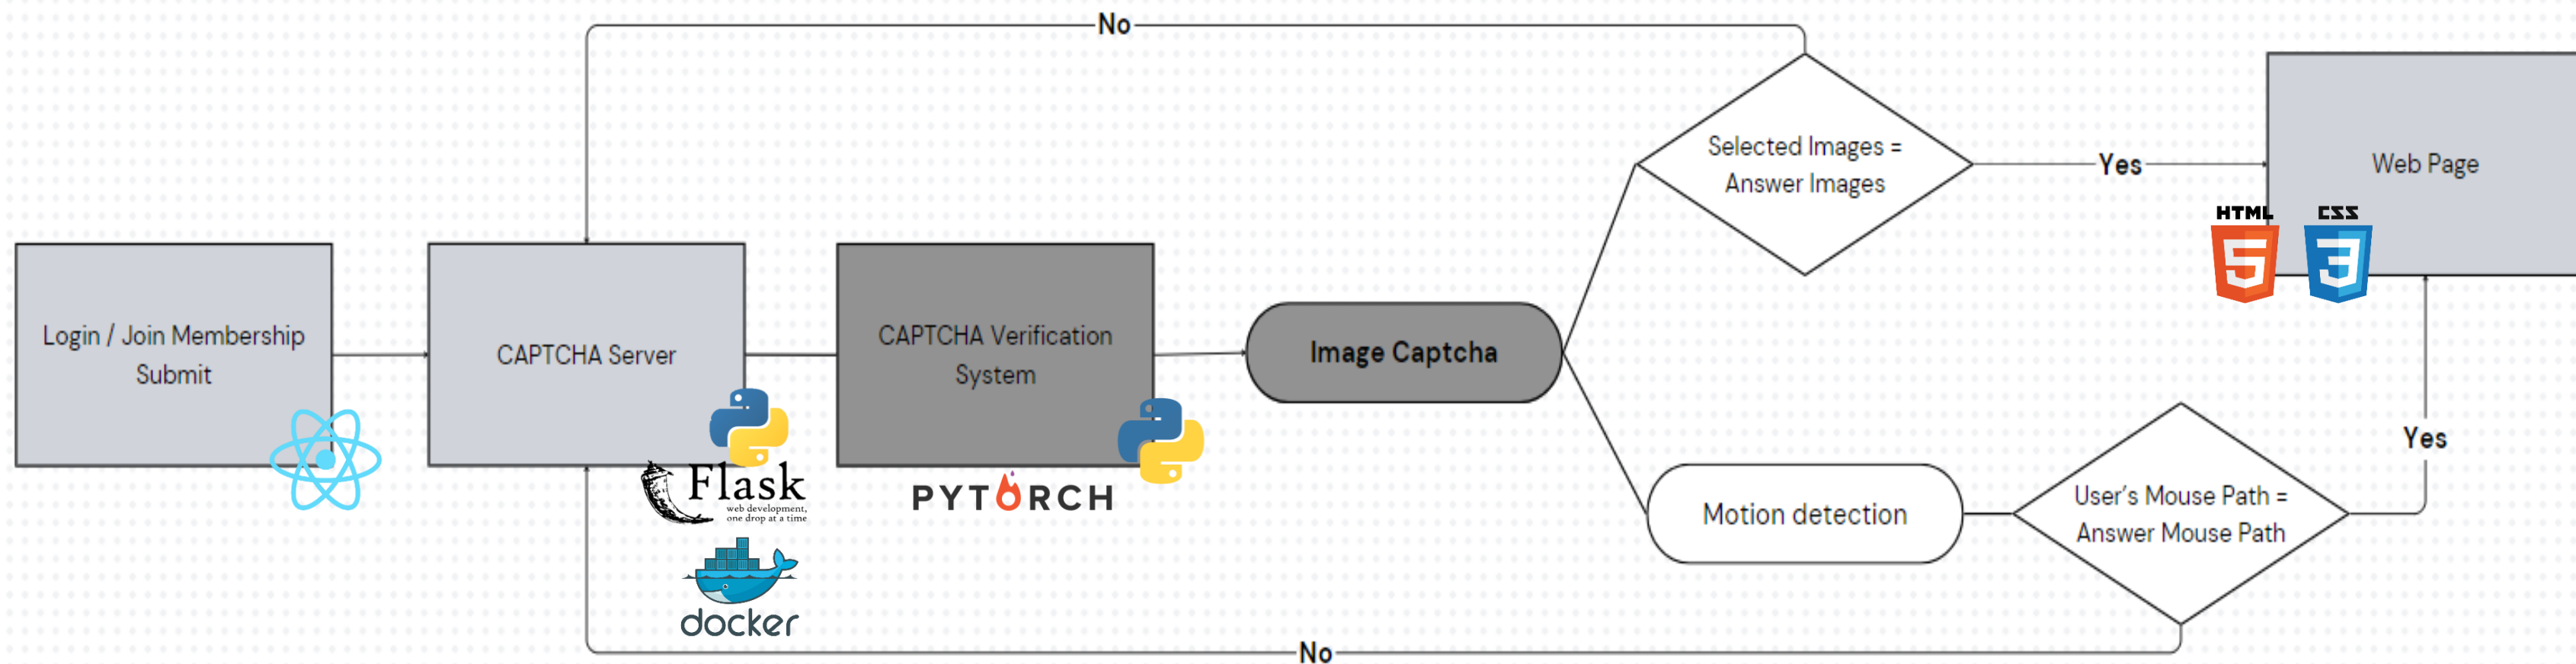 No
Selected Images =
Answer Images
Yes
Web Page
HTML
5
CSS
3
Login / Join Membership
Submit
CAPTCHA Server
CAPTCHA Verification
System
Image Captcha
Yes
Flask
web development,
one drop at a time
PYTORCH
Motion detection
User's Mouse Path =
Answer Mouse Path
docker
No